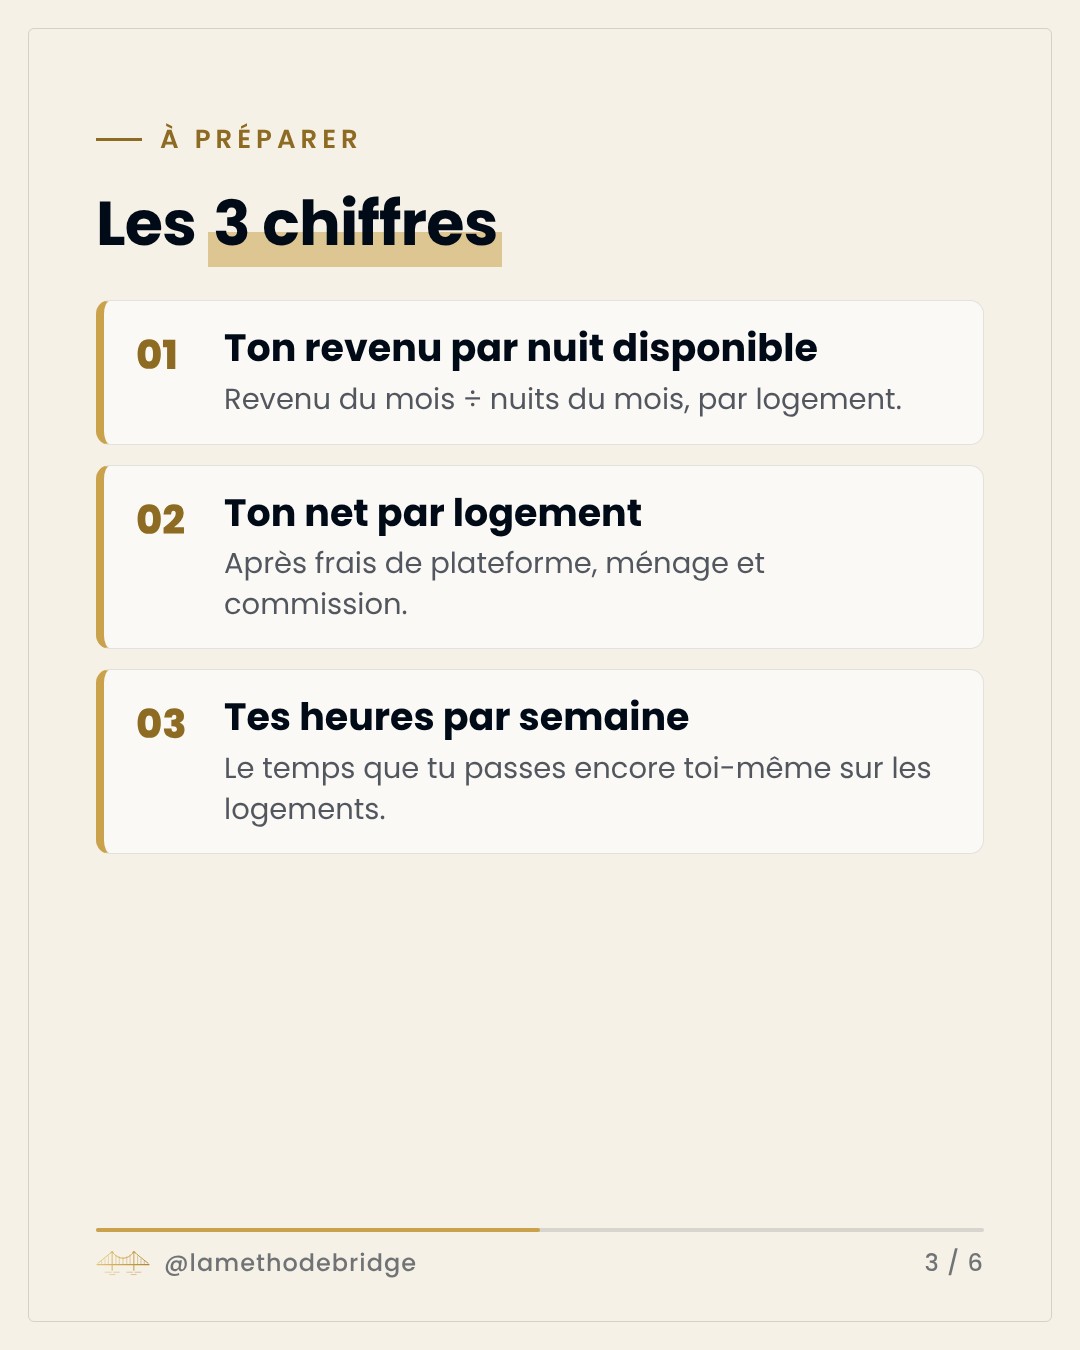 À PRÉPARER
Les 3 chiffres
01
Ton revenu par nuit disponible
Revenu du mois ÷ nuits du mois, par logement.
02
Ton net par logement
Après frais de plateforme, ménage et
commission.
03
Tes heures par semaine
Le temps que tu passes encore toi-même sur les
logements.
@lamethodebridge
3 / 6